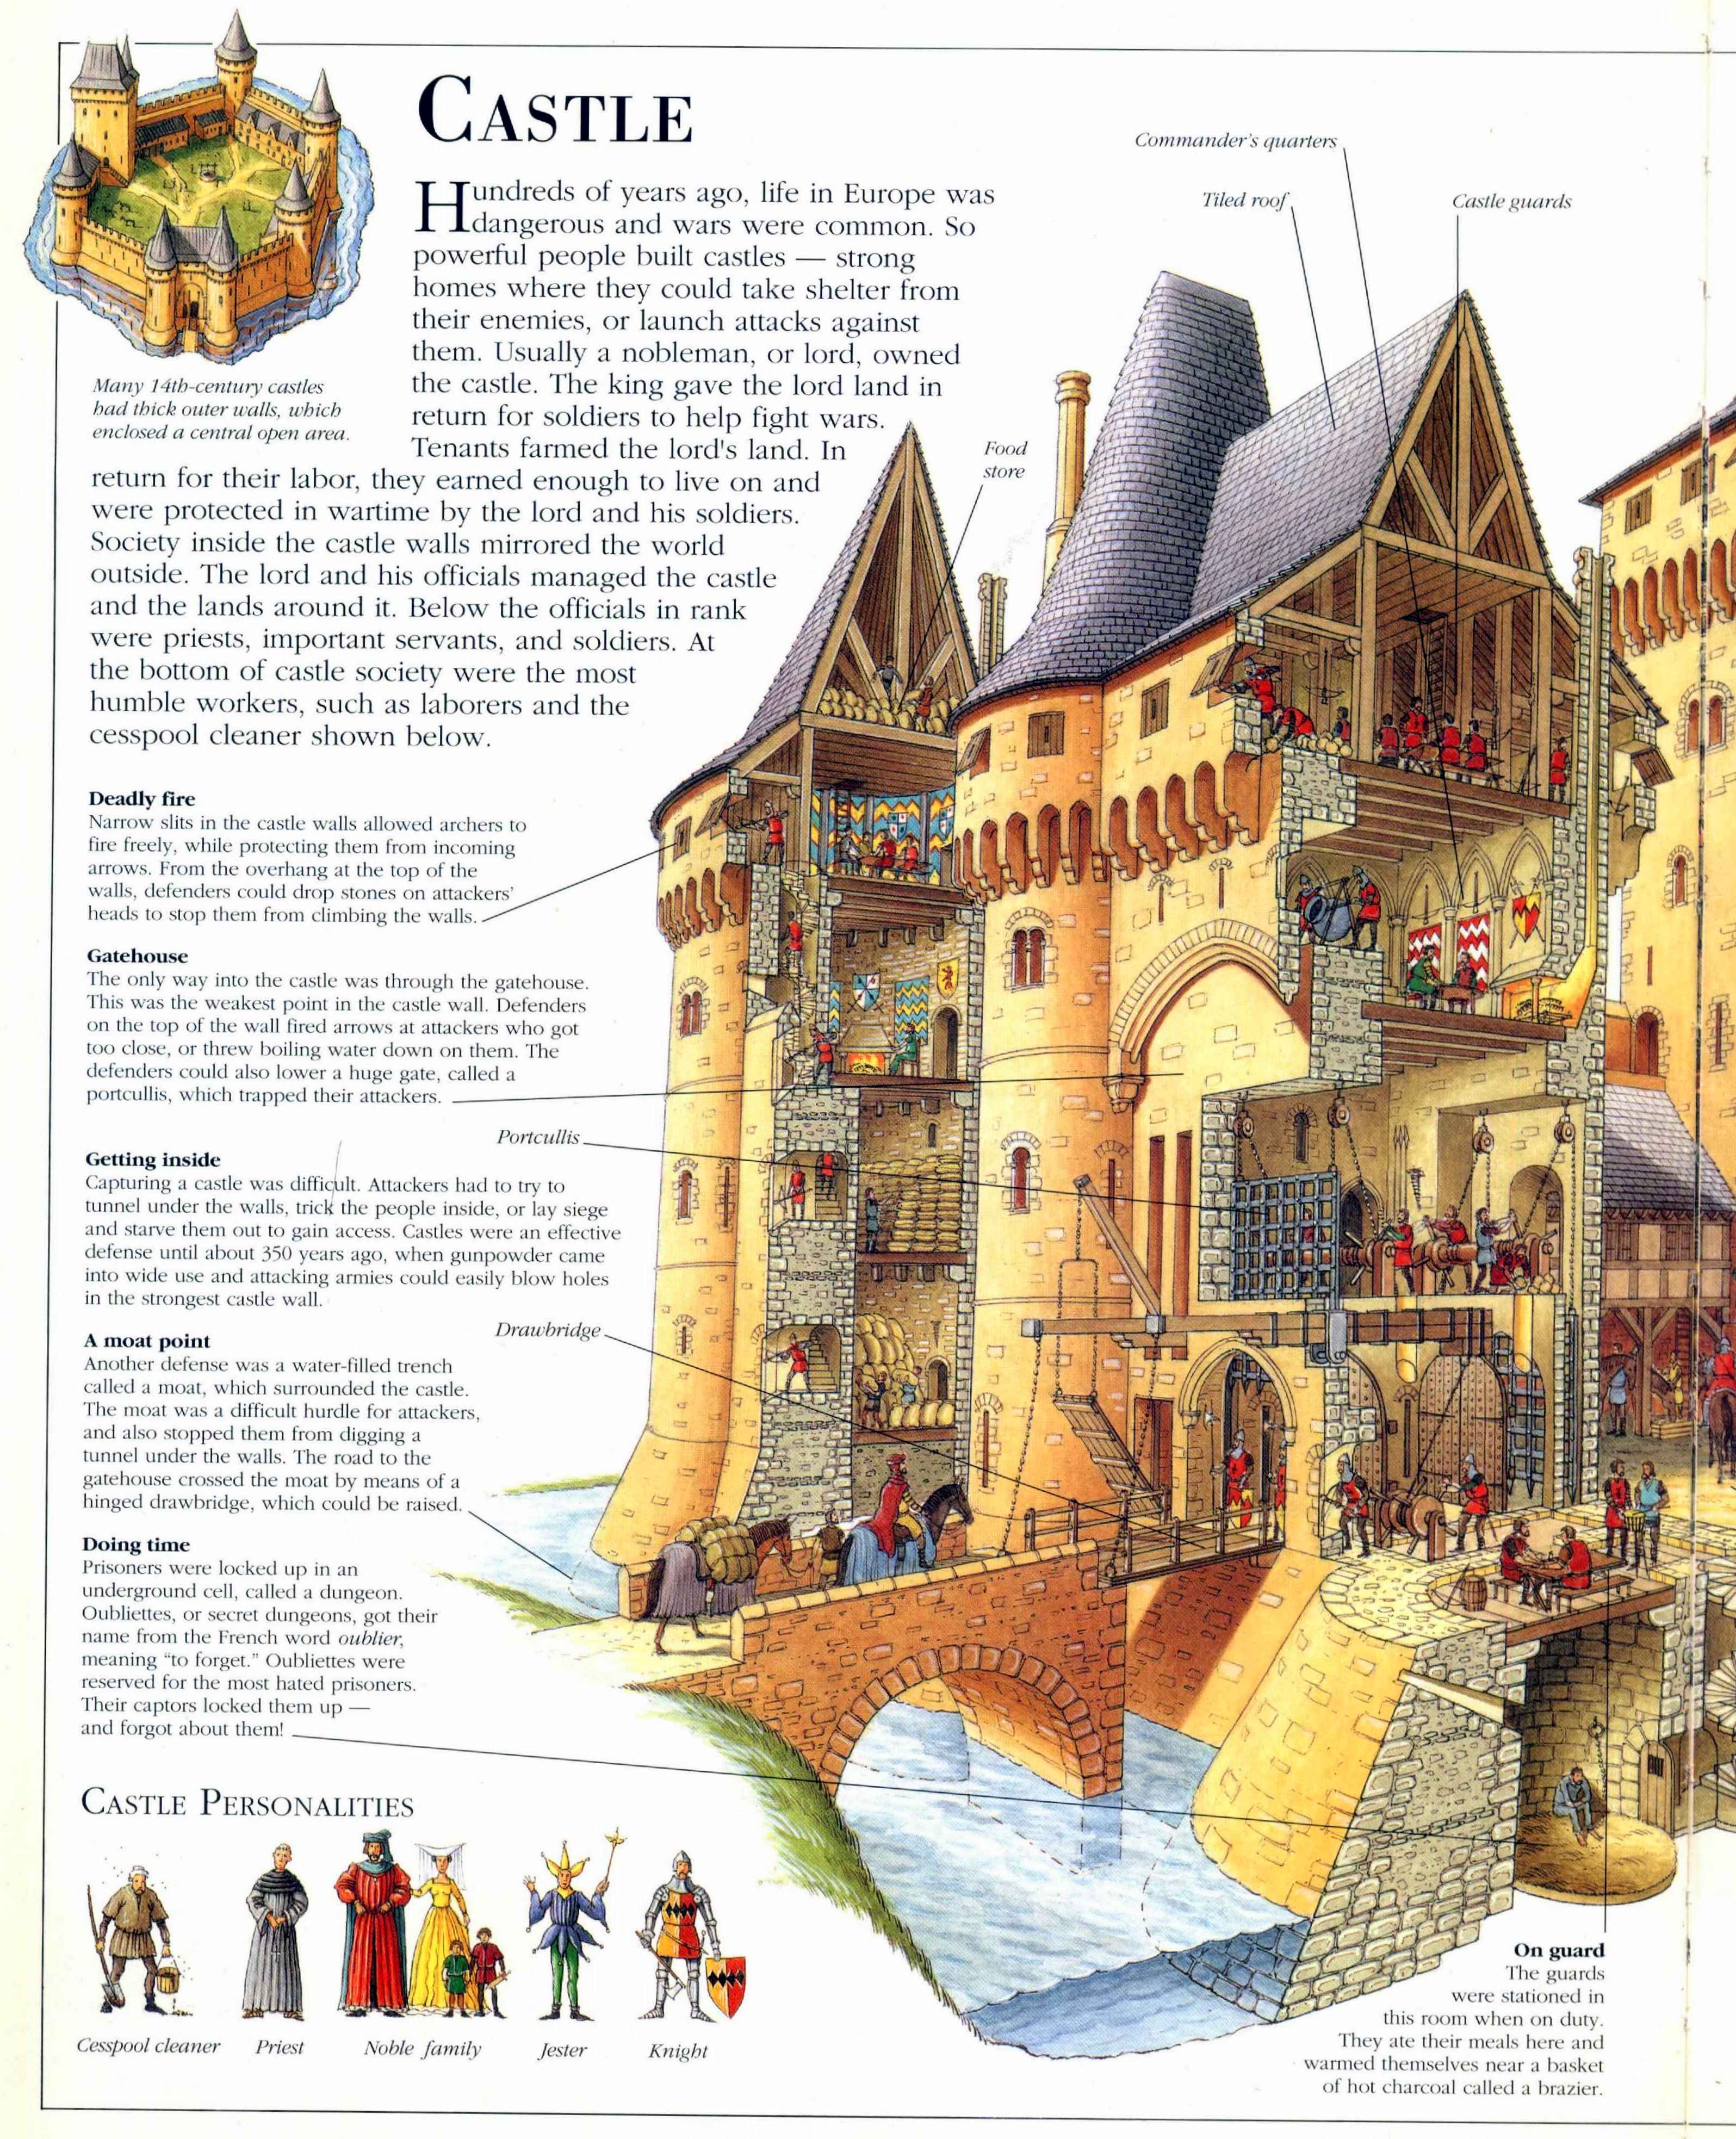 CASTLE
Hundreds of years ago, life in Europe was
dangerous and wars were common. So
powerful people built castles — strong
homes where they could take shelter from
their enemies, or launch attacks against
them. Usually a nobleman, or lord, owned
the castle. The king gave the lord land in
return for soldiers to help fight wars.
Tenants farmed the lord's land. In
return for their labor, they earned enough to live on and
were protected in wartime by the lord and his soldiers.
Society inside the castle walls mirrored the world
outside. The lord and his officials managed the castle
and the lands around it. Below the officials in rank
were priests, important servants, and soldiers. At
the bottom of castle society were the most
humble workers, such as laborers and the
cesspool cleaner shown below.
Many 14th-century castles
had thick outer walls, which
enclosed a central open area.
Commander's quarters
Tiled roof
Castle guards
Food
store
Deadly fire
Narrow slits in the castle walls allowed archers to
fire freely, while protecting them from incoming
arrows. From the overhang at the top of the
walls, defenders could drop stones on attackers'
heads to stop them from climbing the walls.
Gatehouse
The only way into the castle was through the gatehouse.
This was the weakest point in the castle wall. Defenders
on the top of the wall fired arrows at attackers who got
too close, or threw boiling water down on them. The
defenders could also lower a huge gate, called a
portcullis, which trapped their attackers.
Portcullis
Getting inside
Capturing a castle was difficult. Attackers had to try to
tunnel under the walls, trick the people inside, or lay siege
and starve them out to gain access. Castles were an effective
defense until about 350 years ago, when gunpowder came
into wide use and attacking armies could easily blow holes
in the strongest castle wall.
Drawbridge
A moat point
Another defense was a water-filled trench
called a moat, which surrounded the castle.
The moat was a difficult hurdle for attackers,
and also stopped them from digging a
tunnel under the walls. The road to the
gatehouse crossed the moat by means of a
hinged drawbridge, which could be raised.
Doing time
Prisoners were locked up in an
underground cell, called a dungeon.
Oubliettes, or secret dungeons, got their
name from the French word oublier,
meaning "to forget." Oubliettes were
reserved for the most hated prisoners.
Their captors locked them up —
and forgot about them!
CASTLE PERSONALITIES
Cesspool cleaner
Priest
Noble family
Jester
Knight
On guard
The guards
were stationed in
this room when on duty.
They ate their meals here and
warmed themselves near a basket
of hot charcoal called a brazier.